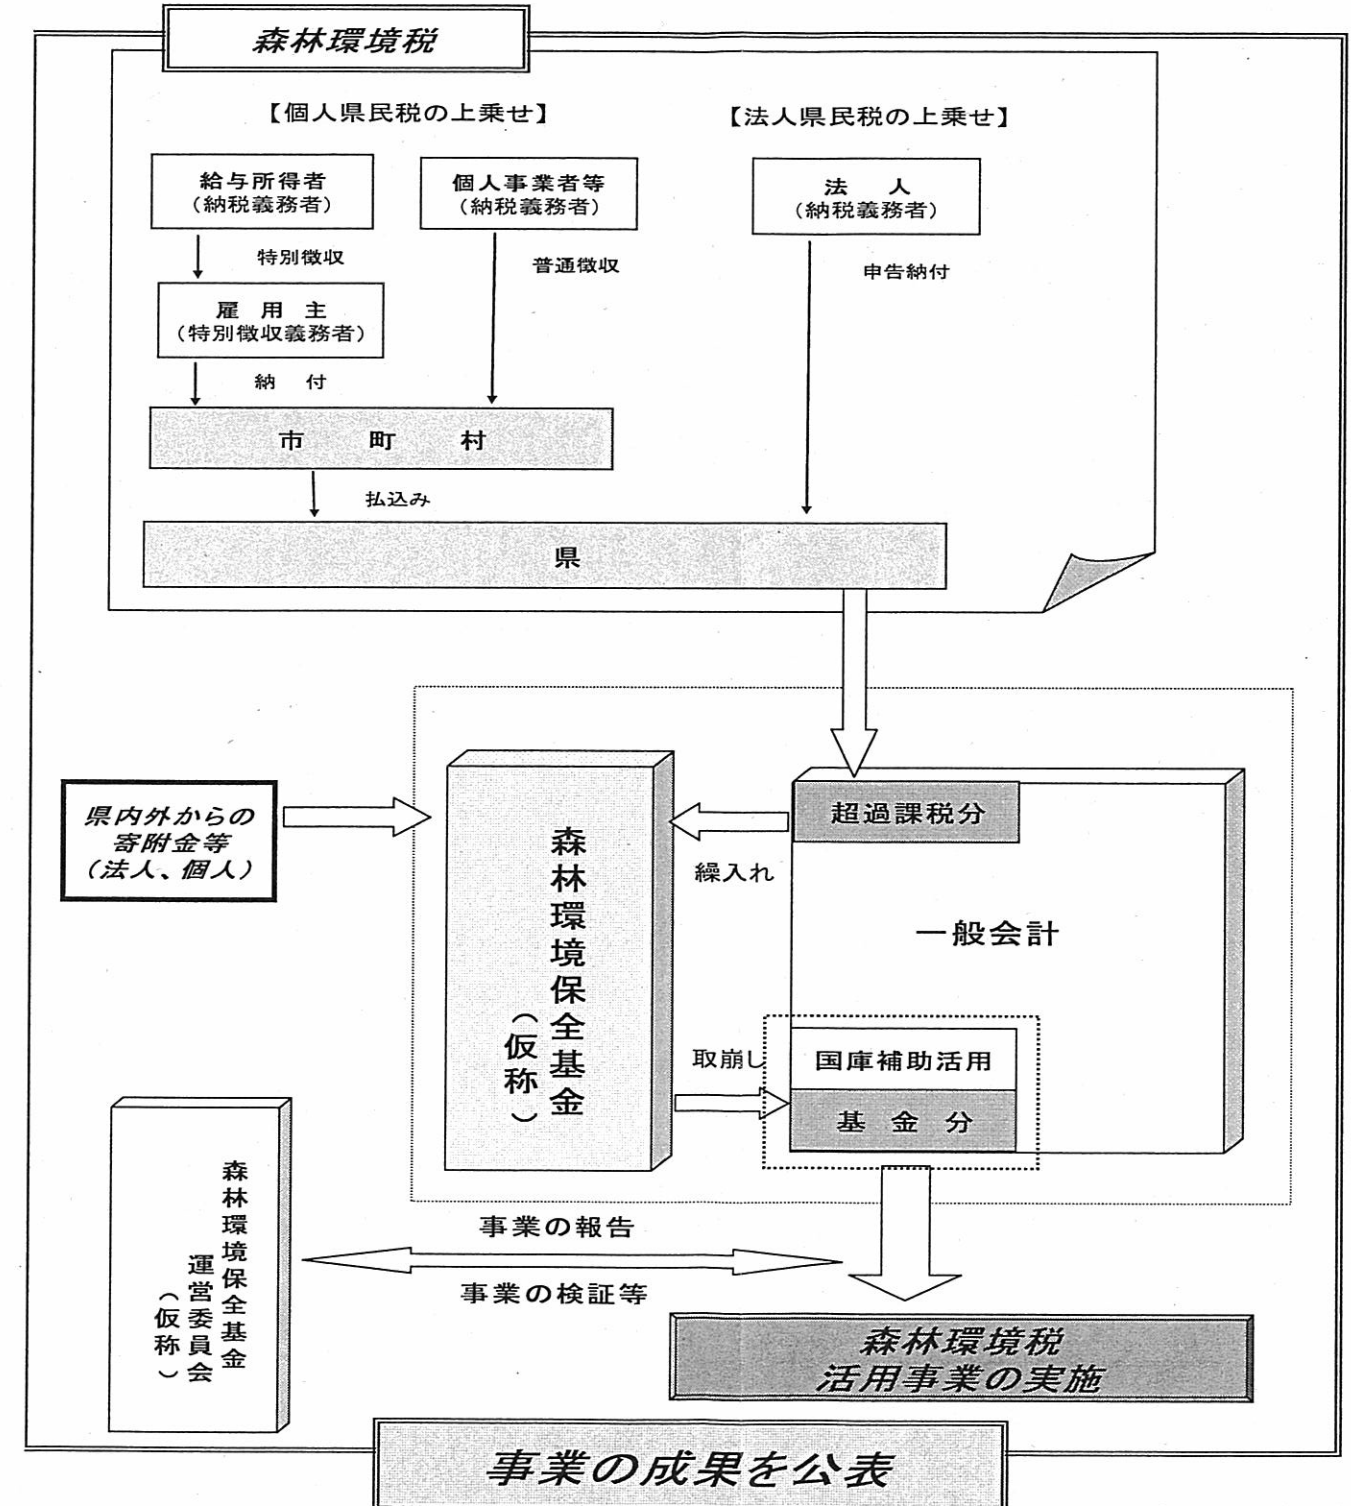 森林環境税
【個人県民税の上乗せ】
【法人県民税の上乗せ】
給与所得者
(納税義務者)
個人事業者等
(納税義務者)
法　人
(納税義務者)
特別徴収
普通徴収
申告納付
雇　用　主
(特別徴収義務者)
納　付
市　町　村
払込み
県
県内外からの
寄附金等
(法人、個人)
森林環境保全基金
(仮称)
超過課税分
繰入れ
一般会計
取崩し
国庫補助活用
基　金　分
森林環境保全基金
運営委員会
(仮称)
事業の報告
事業の検証等
森林環境税
活用事業の実施
事業の成果を公表